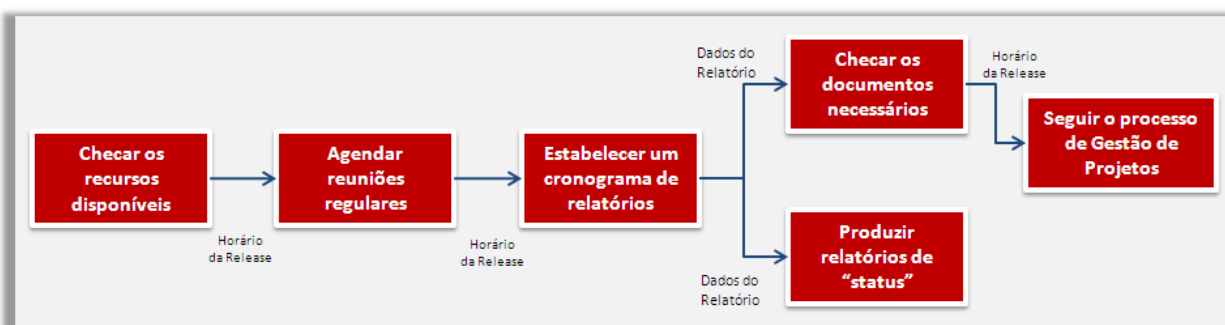 Checar os
recursos
disponíveis
Horário
da Release
Agendar
reuniões
regulares
Horário
da Release
Estabelecer um
cronograma de
relatórios
Dados do
Relatório
Checar os
documentos
necessários
Horário
da Release
Seguir o processo
de Gestão de
Projetos
Dados do
Relatório
Produzir
relatórios de
“status”